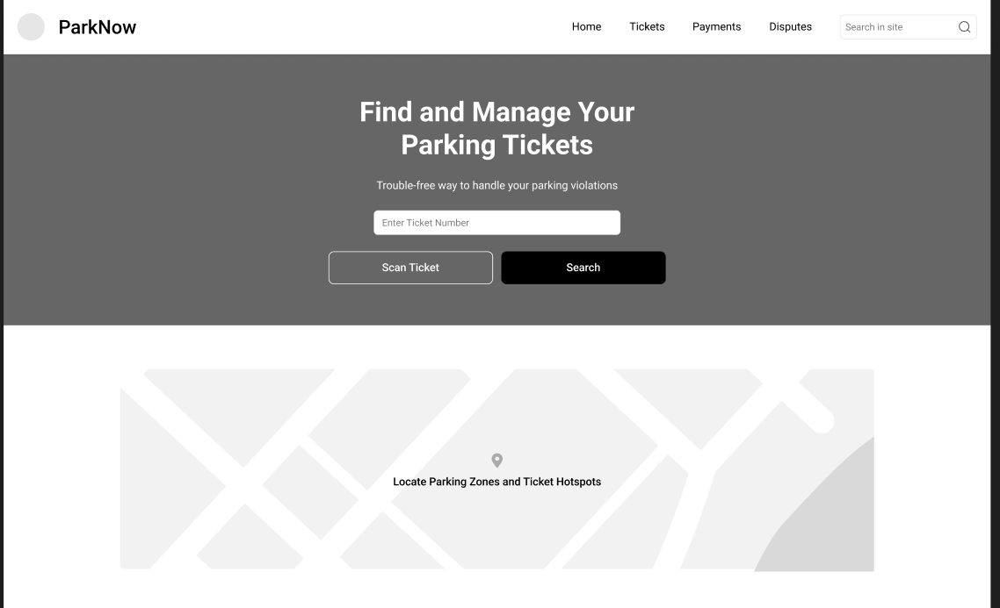 ParkNow
Home
Tickets
Payments
Disputes
Search in site
Find and Manage Your
Parking Tickets
Trouble-free way to handle your parking violations
Enter Ticket Number
Scan Ticket
Search
Locate Parking Zones and Ticket Hotspots